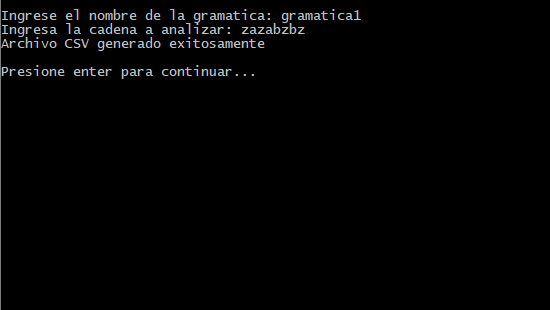 Ingrese el nombre de la gramatica: gramatica1
Ingresa la cadena a analizar: zazabzbz
Archivo CSV generado exitosamente
Presione enter para continuar...